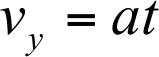 v_y = at